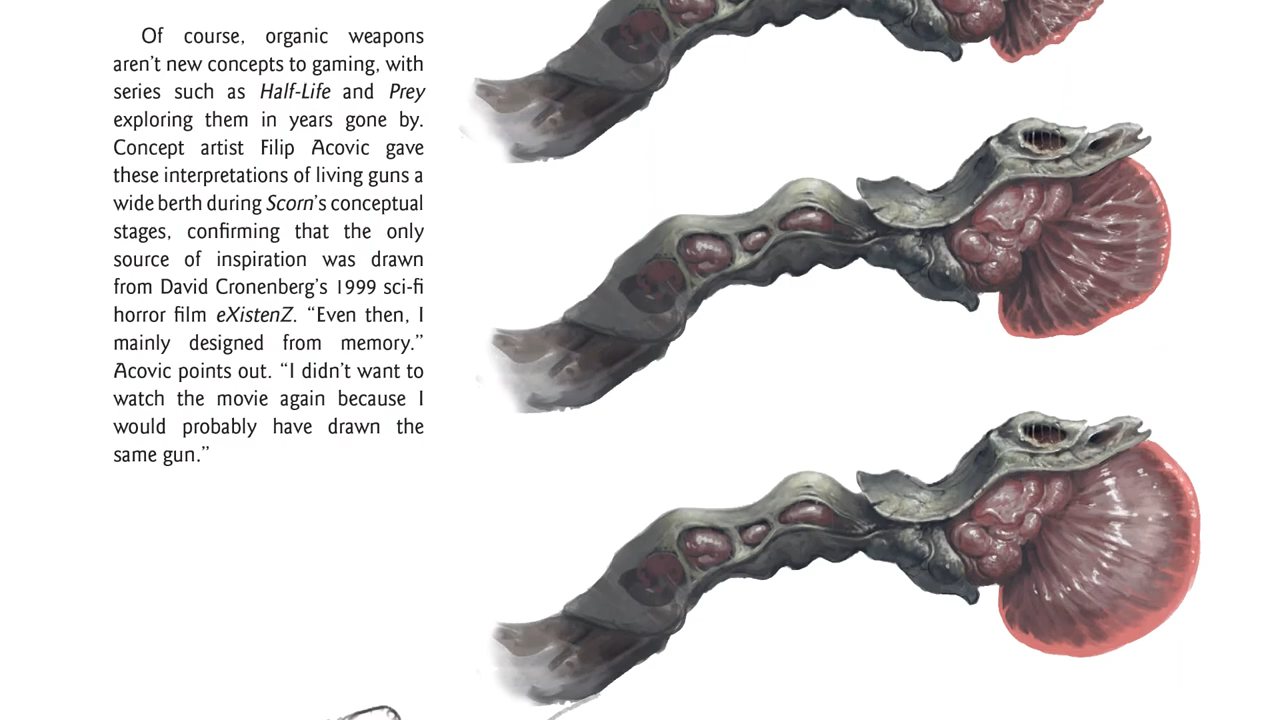 Of course, organic weapons
aren’t new concepts to gaming, with
series such as Half-Life and Prey
exploring them in years gone by.
Concept artist Filip Acovic gave
these interpretations of living guns a
wide berth during Scorn’s conceptual
stages, confirming that the only
source of inspiration was drawn
from David Cronenberg’s 1999 sci-fi
horror film eXistenZ. “Even then, I
mainly designed from memory.”
Acovic points out. “I didn’t want to
watch the movie again because I
would probably have drawn the
same gun.”